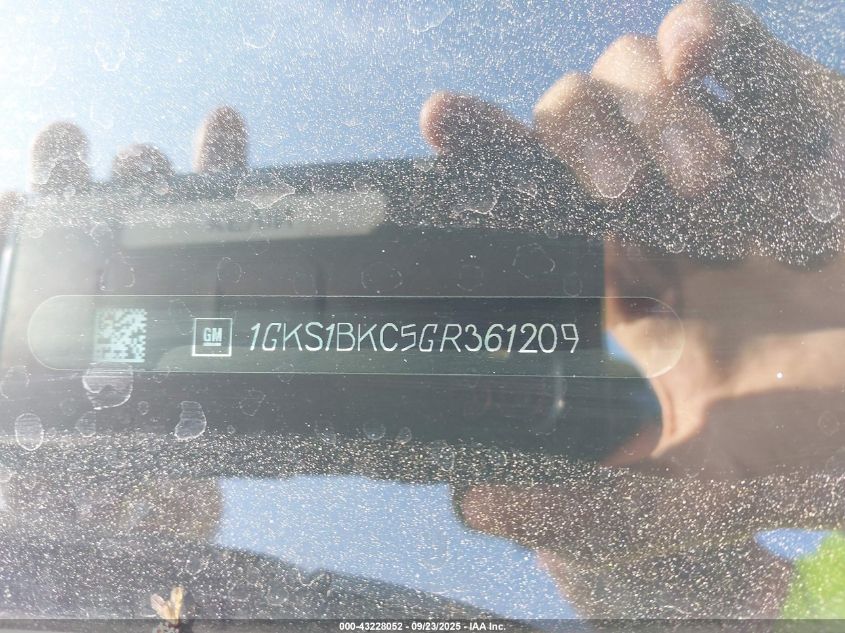 GM 1GKS1BKC5GR361209
000-43228052 - 09/23/2025 - IAA Inc.